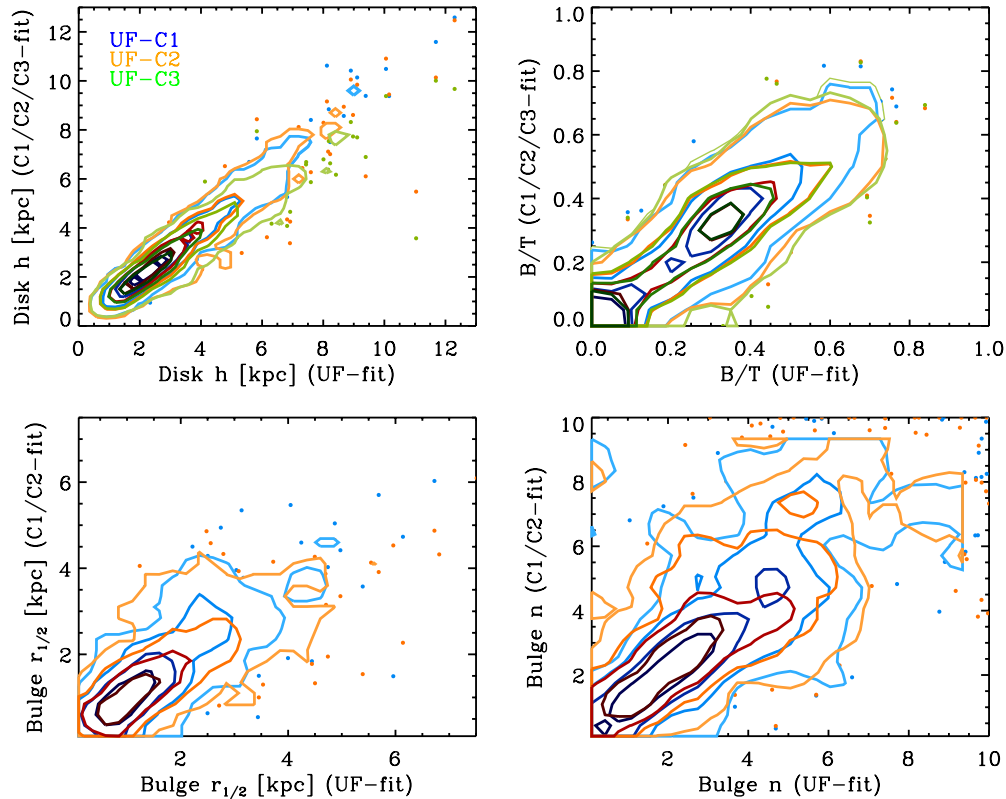 UF-C1
UF-C2
UF-C3
Disk h [kpc] (C1/C2/C3-fit)
12
10
8
6
4
2
0
0 2 4 6 8 10 12
Disk h [kpc] (UF-fit)
B/T (C1/C2/C3-fit)
1.0
0.8
0.6
0.4
0.2
0.0
0.0 0.2 0.4 0.6 0.8 1.0
B/T (UF-fit)
Bulge r1/2 [kpc] (C1/C2-fit)
6
4
2
2 4 6
Bulge r1/2 [kpc] (UF-fit)
Bulge n (C1/C2-fit)
10
8
6
4
2
2 4 6 8 10
Bulge n (UF-fit)